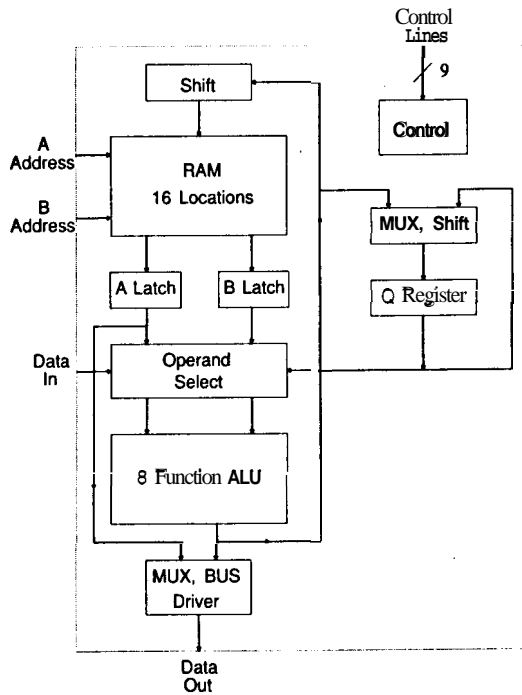 Control
Lines
9
Shift
Control
A
Address
RAM
16 Locations
B
Address
MUX, Shift
A Latch
B Latch
Q Register
Data
In
Operand
Select
8 Function ALU
MUX, BUS
Driver
Data
Out